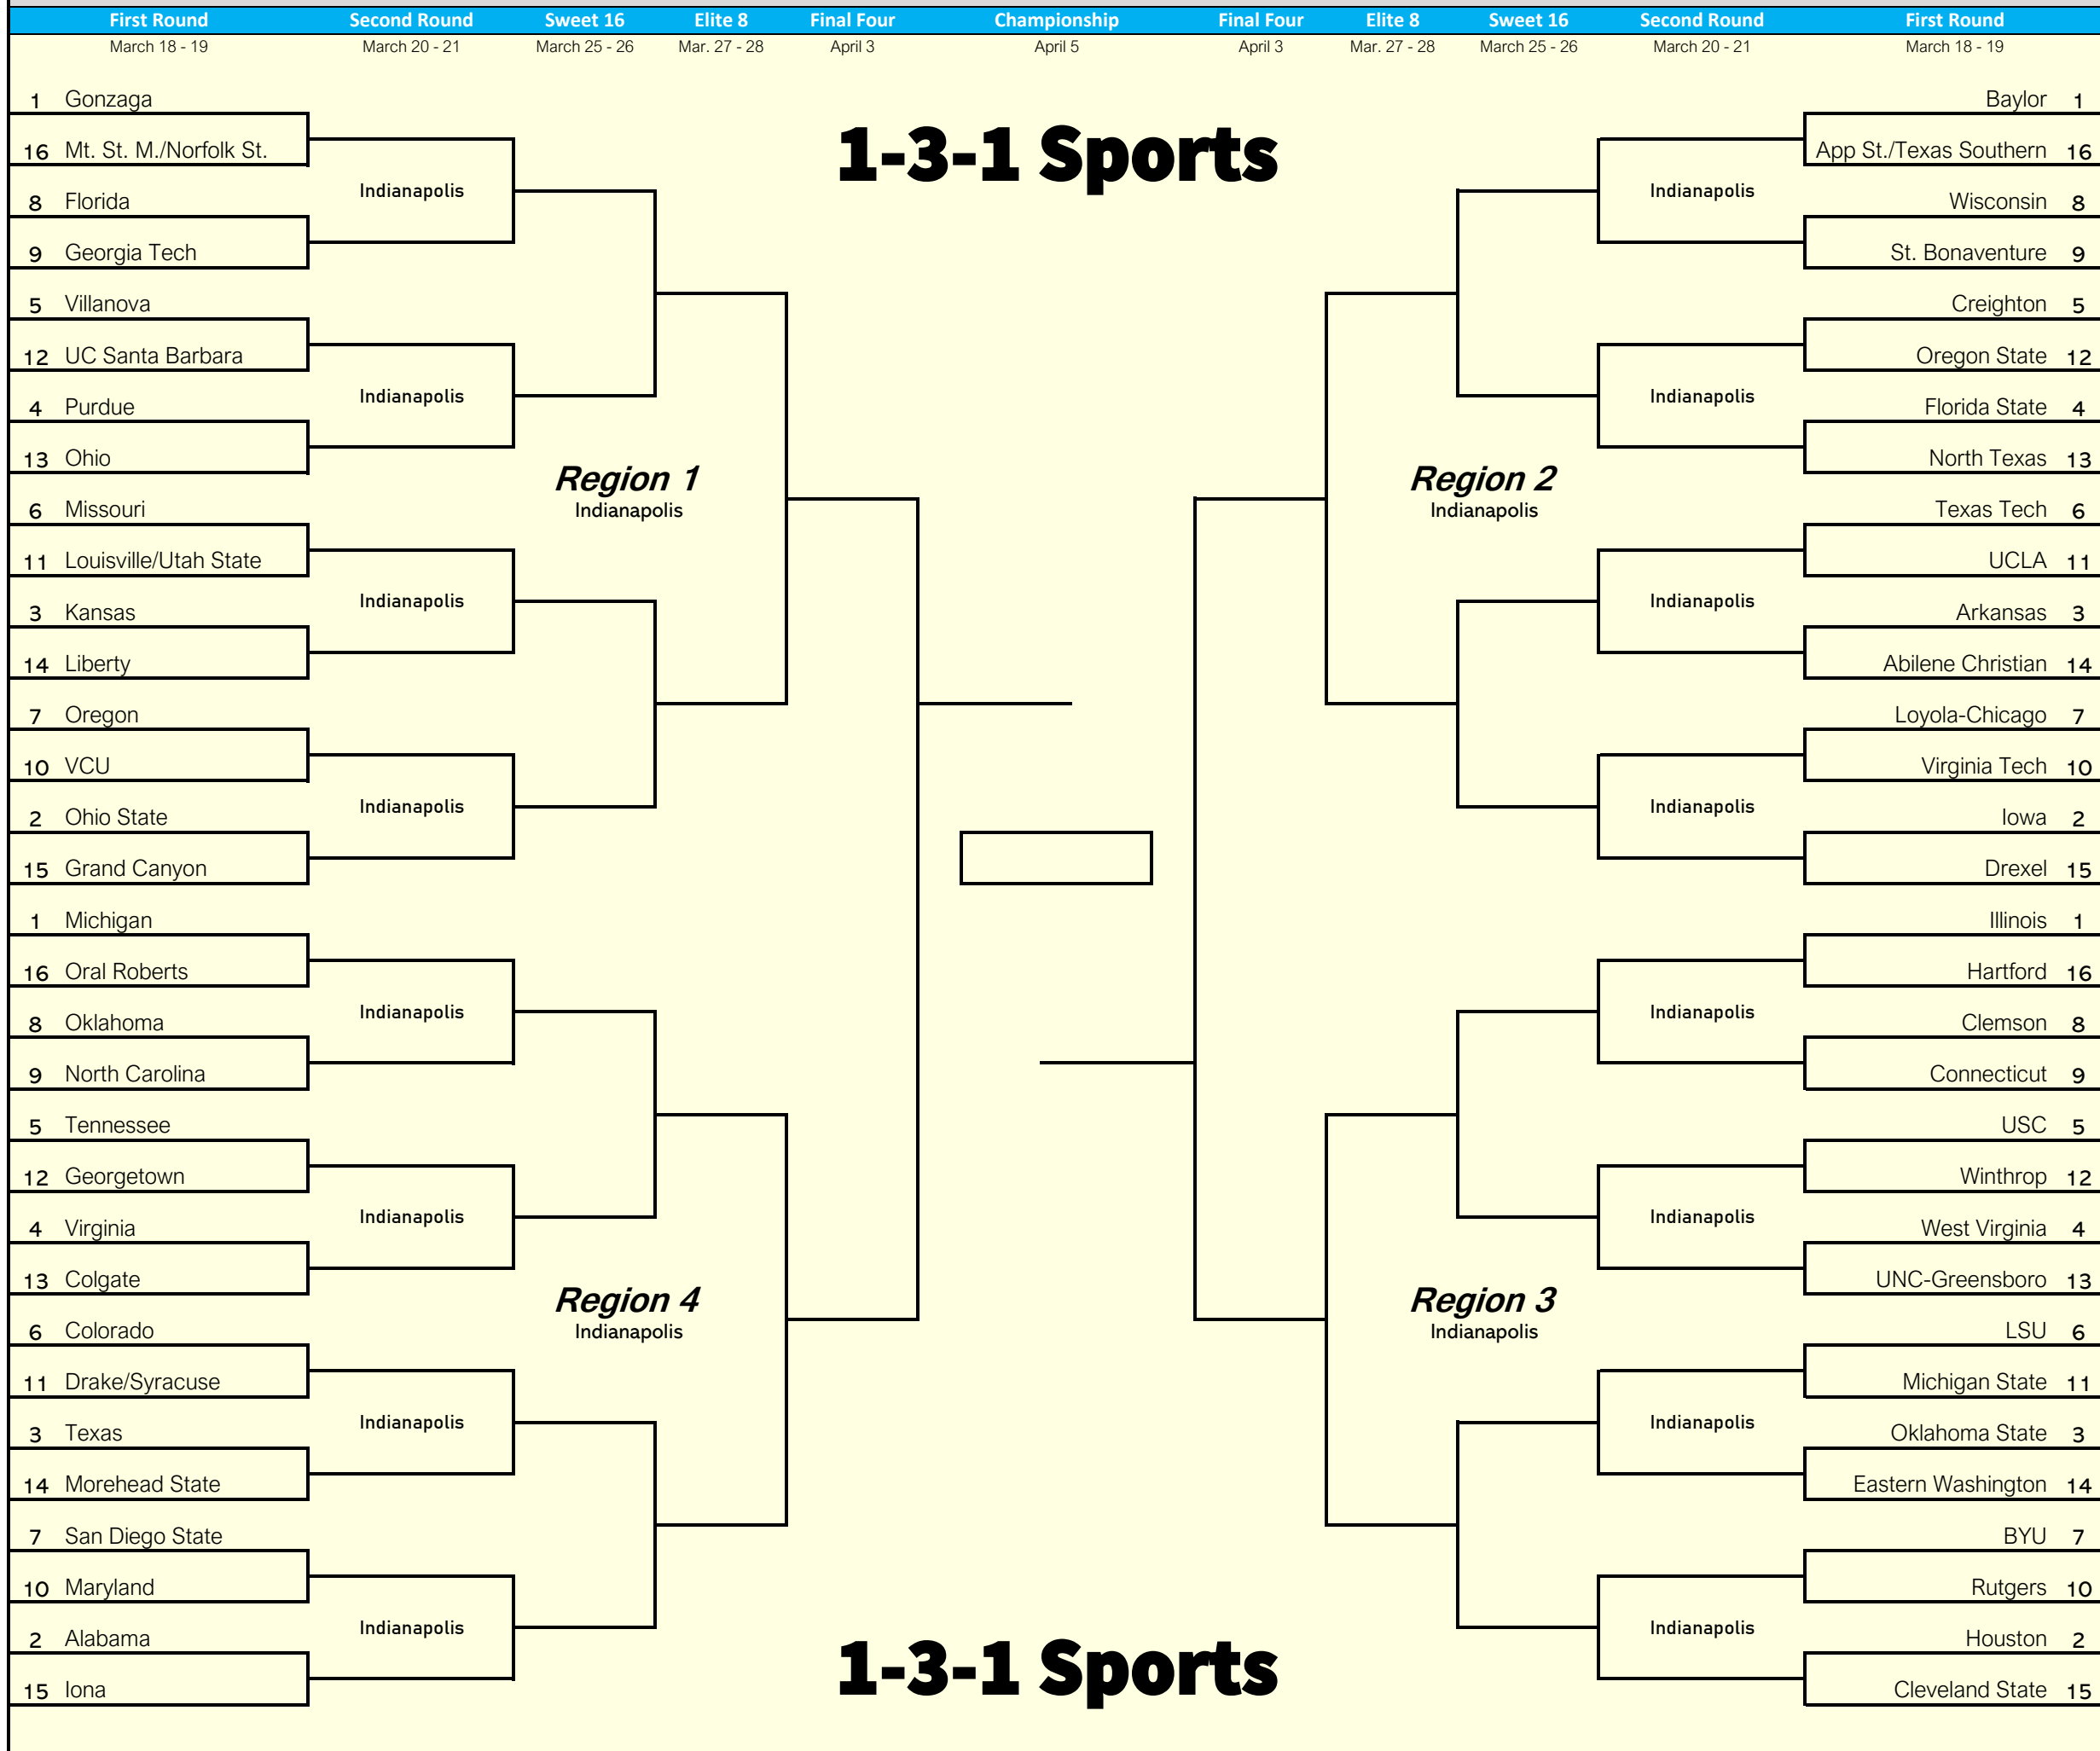 First Round Second Round Sweet 16 Elite 8 Final Four Championship Final Four Elite 8 Sweet 16 Second Round First Round
March 18 - 19 March 20 - 21 March 25 - 26 Mar. 27 - 28 April 3 April 5 April 3 Mar. 27 - 28 March 25 - 26 March 20 - 21 March 18 - 19
1-3-1 Sports
1 Gonzaga
16 Mt. St. M./Norfolk St.
Indianapolis
8 Florida
9 Georgia Tech
5 Villanova
12 UC Santa Barbara
Indianapolis
4 Purdue
13 Ohio
Region 1
Indianapolis
6 Missouri
11 Louisville/Utah State
Indianapolis
3 Kansas
14 Liberty
7 Oregon
10 VCU
Indianapolis
2 Ohio State
15 Grand Canyon
1 Michigan
16 Oral Roberts
Indianapolis
8 Oklahoma
9 North Carolina
5 Tennessee
12 Georgetown
Indianapolis
4 Virginia
13 Colgate
Region 4
Indianapolis
6 Colorado
11 Drake/Syracuse
Indianapolis
3 Texas
14 Morehead State
7 San Diego State
10 Maryland
Indianapolis
2 Alabama
15 Iona
Baylor 1
App St./Texas Southern 16
Indianapolis
Wisconsin 8
St. Bonaventure 9
Creighton 5
Oregon State 12
Indianapolis
Florida State 4
North Texas 13
Region 2
Indianapolis
Texas Tech 6
UCLA 11
Indianapolis
Arkansas 3
Abilene Christian 14
Loyola-Chicago 7
Virginia Tech 10
Indianapolis
Iowa 2
Drexel 15
Illinois 1
Hartford 16
Indianapolis
Clemson 8
Connecticut 9
USC 5
Winthrop 12
Indianapolis
West Virginia 4
UNC-Greensboro 13
Region 3
Indianapolis
LSU 6
Michigan State 11
Indianapolis
Oklahoma State 3
Eastern Washington 14
BYU 7
Rutgers 10
Indianapolis
Houston 2
Cleveland State 15
1-3-1 Sports